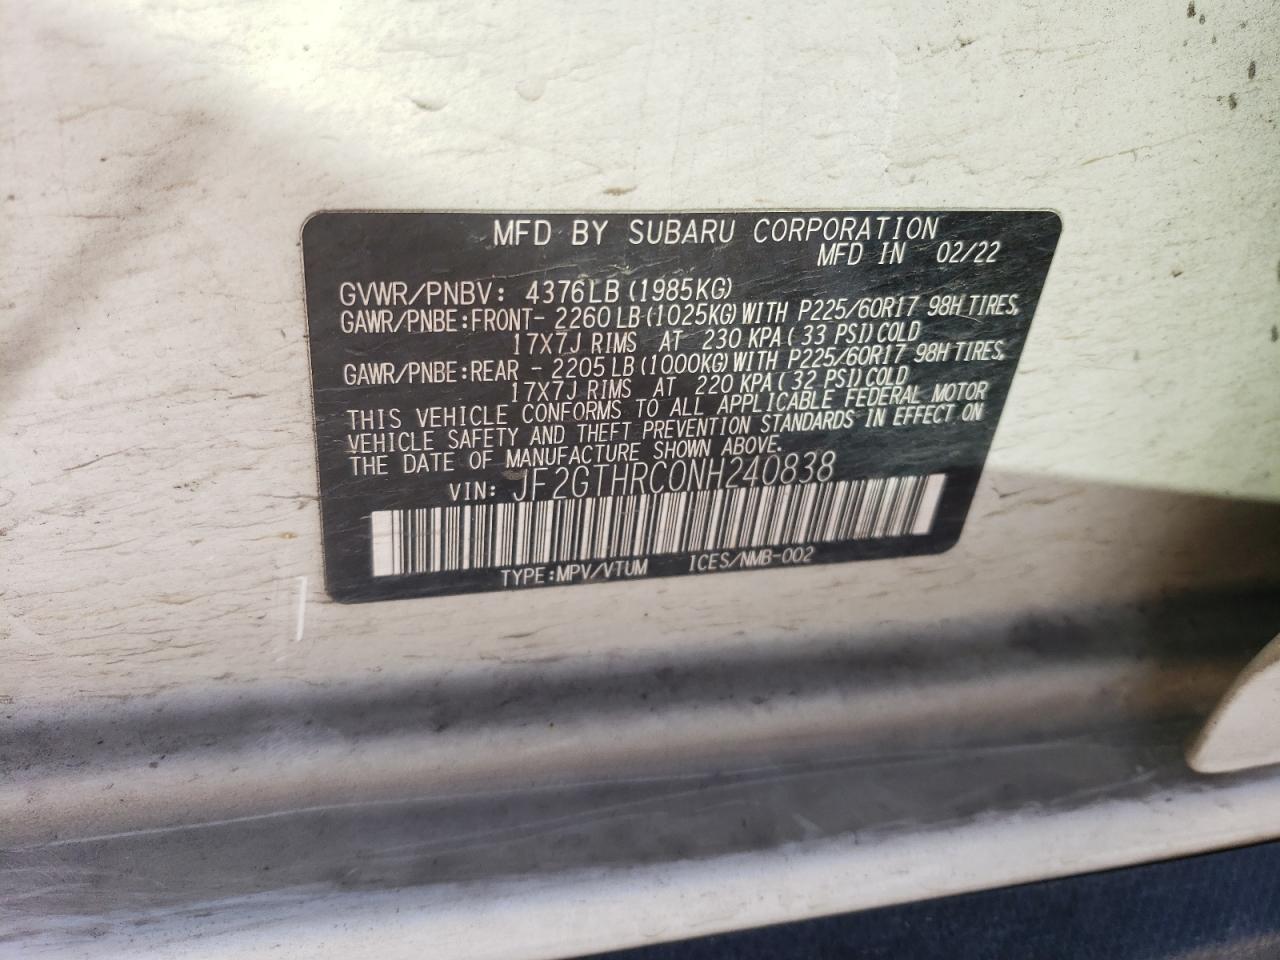 MFD BY SUBARU CORPORATION
MFD IN 02/22
GVWR/PNBV: 4376LB (1985KG)
GAWR/PNBE:FRONT- 2260 LB (1025KG) WITH P225/60R17 98H TIRES,
17X7J RIMS AT 230 KPA ( 33 PSI) COLD
GAWR/PNBE:REAR - 2205 LB (1000KG) WITH P225/60R17 98H TIRES,
17X7J RIMS AT 220 KPA ( 32 PSI) COLD
THIS VEHICLE CONFORMS TO ALL APPLICABLE FEDERAL MOTOR
VEHICLE SAFETY AND THEFT PREVENTION STANDARDS IN EFFECT ON
THE DATE OF MANUFACTURE SHOWN ABOVE.
VIN: JF2GTHRC0NH240838
TYPE:MPV/VTUM ICES/NMB-002